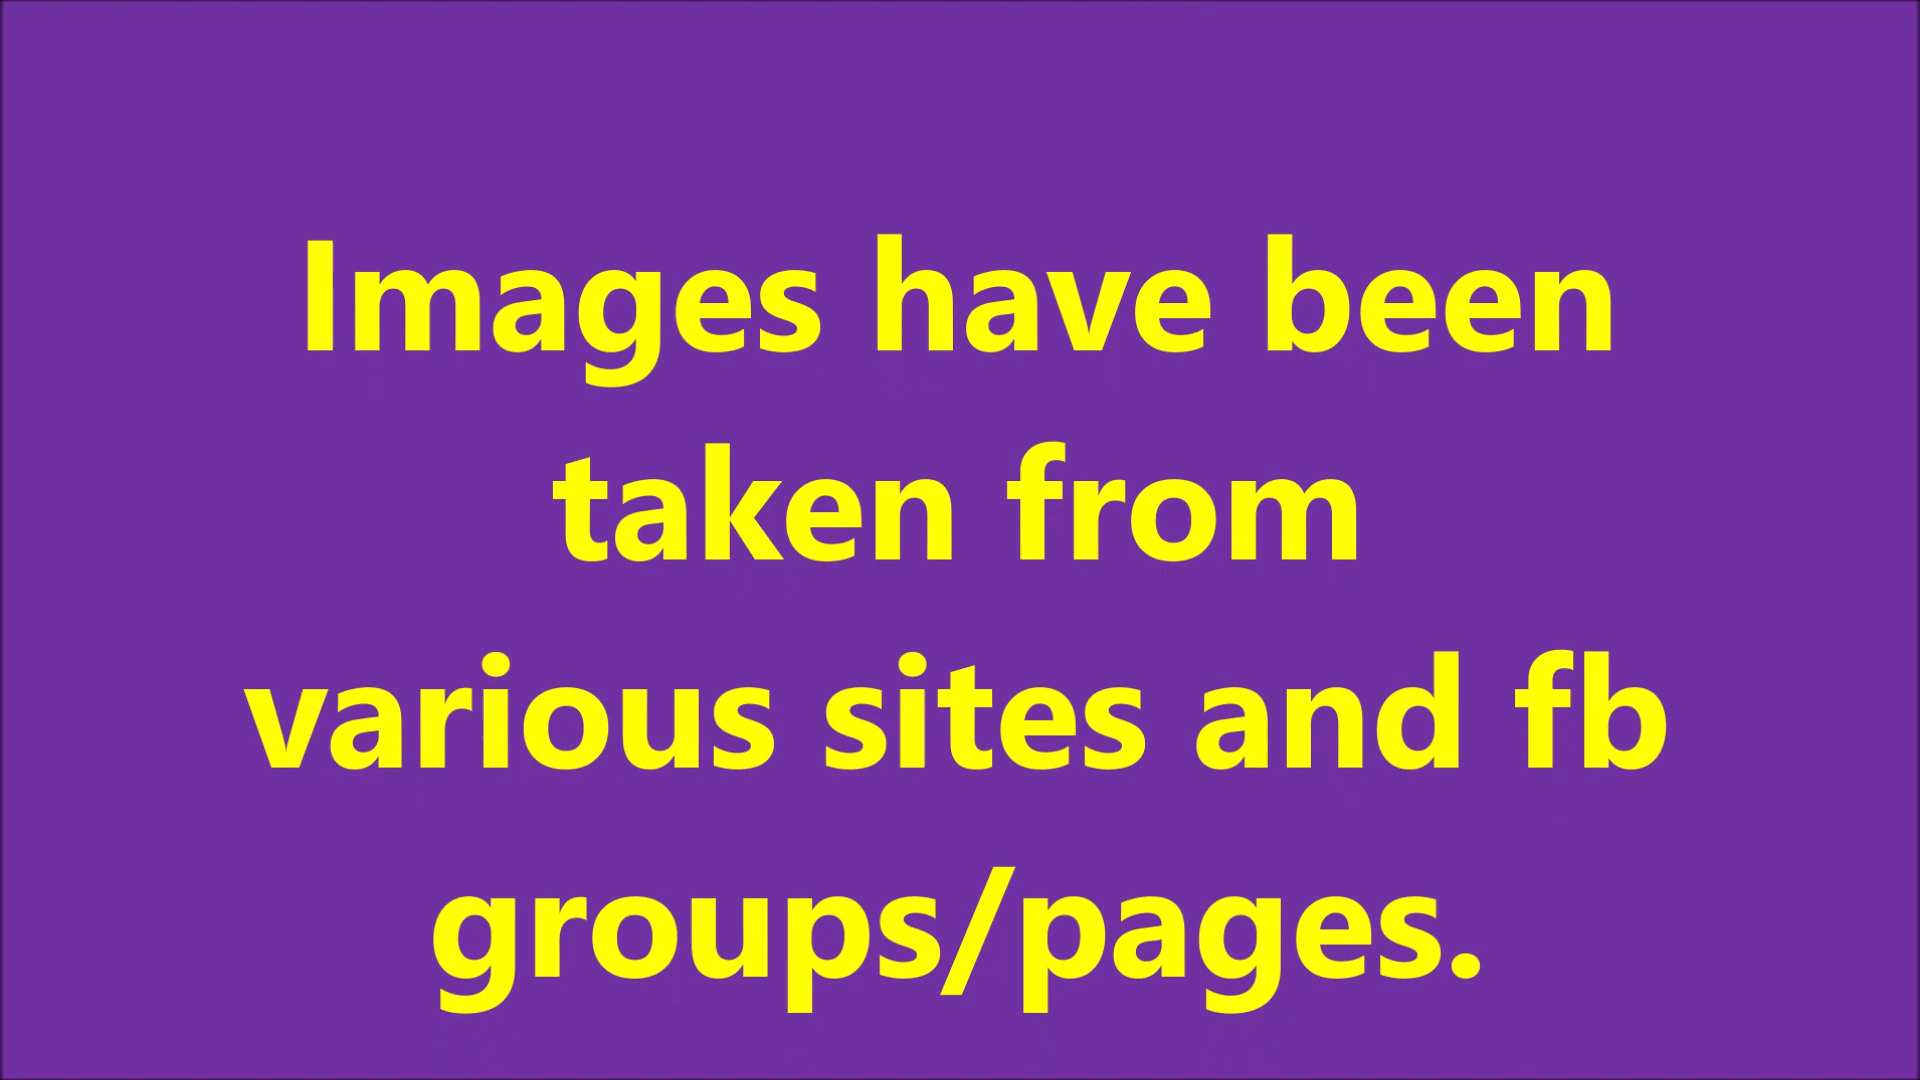 Images have been
taken from
various sites and fb
groups/pages.